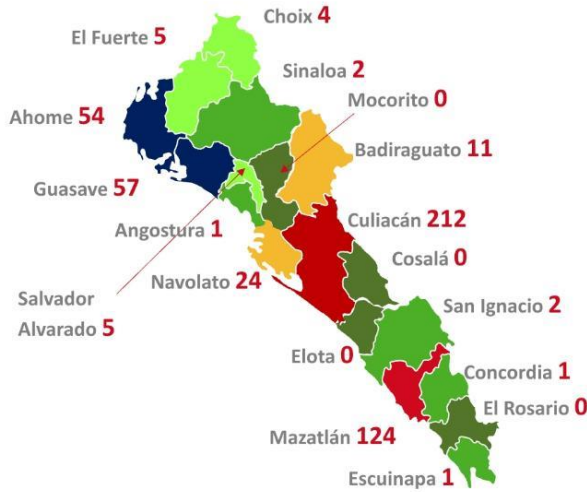 Choix 4
El Fuerte 5
Sinaloa 2
Mocorito 0
Ahome 54
Badiraguato 11
Guasave 57
Culiacán 212
Angostura 1
Cosalá 0
Navolato 24
Salvador
Alvarado 5
San Ignacio 2
Elota 0
Concordia 1
El Rosario 0
Mazatlán 124
Escuinapa 1